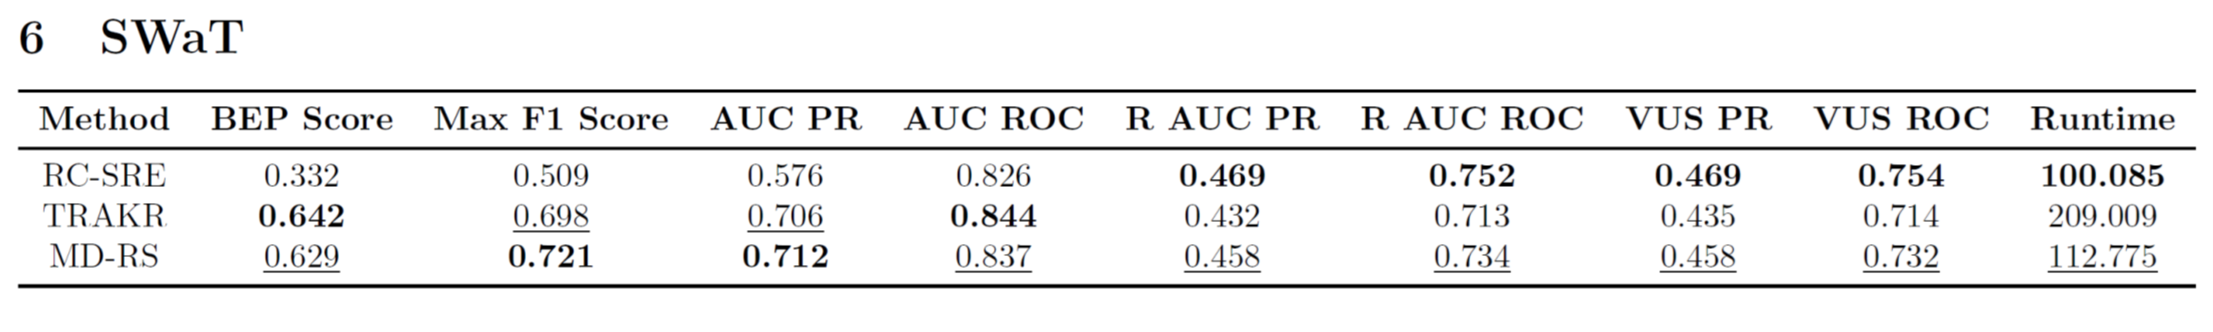 6 SWaT
Method BEP Score Max F1 Score AUC PR AUC ROC R AUC PR R AUC ROC VUS PR VUS ROC Runtime
RC-SRE 0.332 0.509 0.576 0.826 0.469 0.752 0.469 0.754 100.085
TRAKR 0.642 0.698 0.706 0.844 0.432 0.713 0.435 0.714 209.009
MD-RS 0.629 0.721 0.712 0.837 0.458 0.734 0.458 0.732 112.775